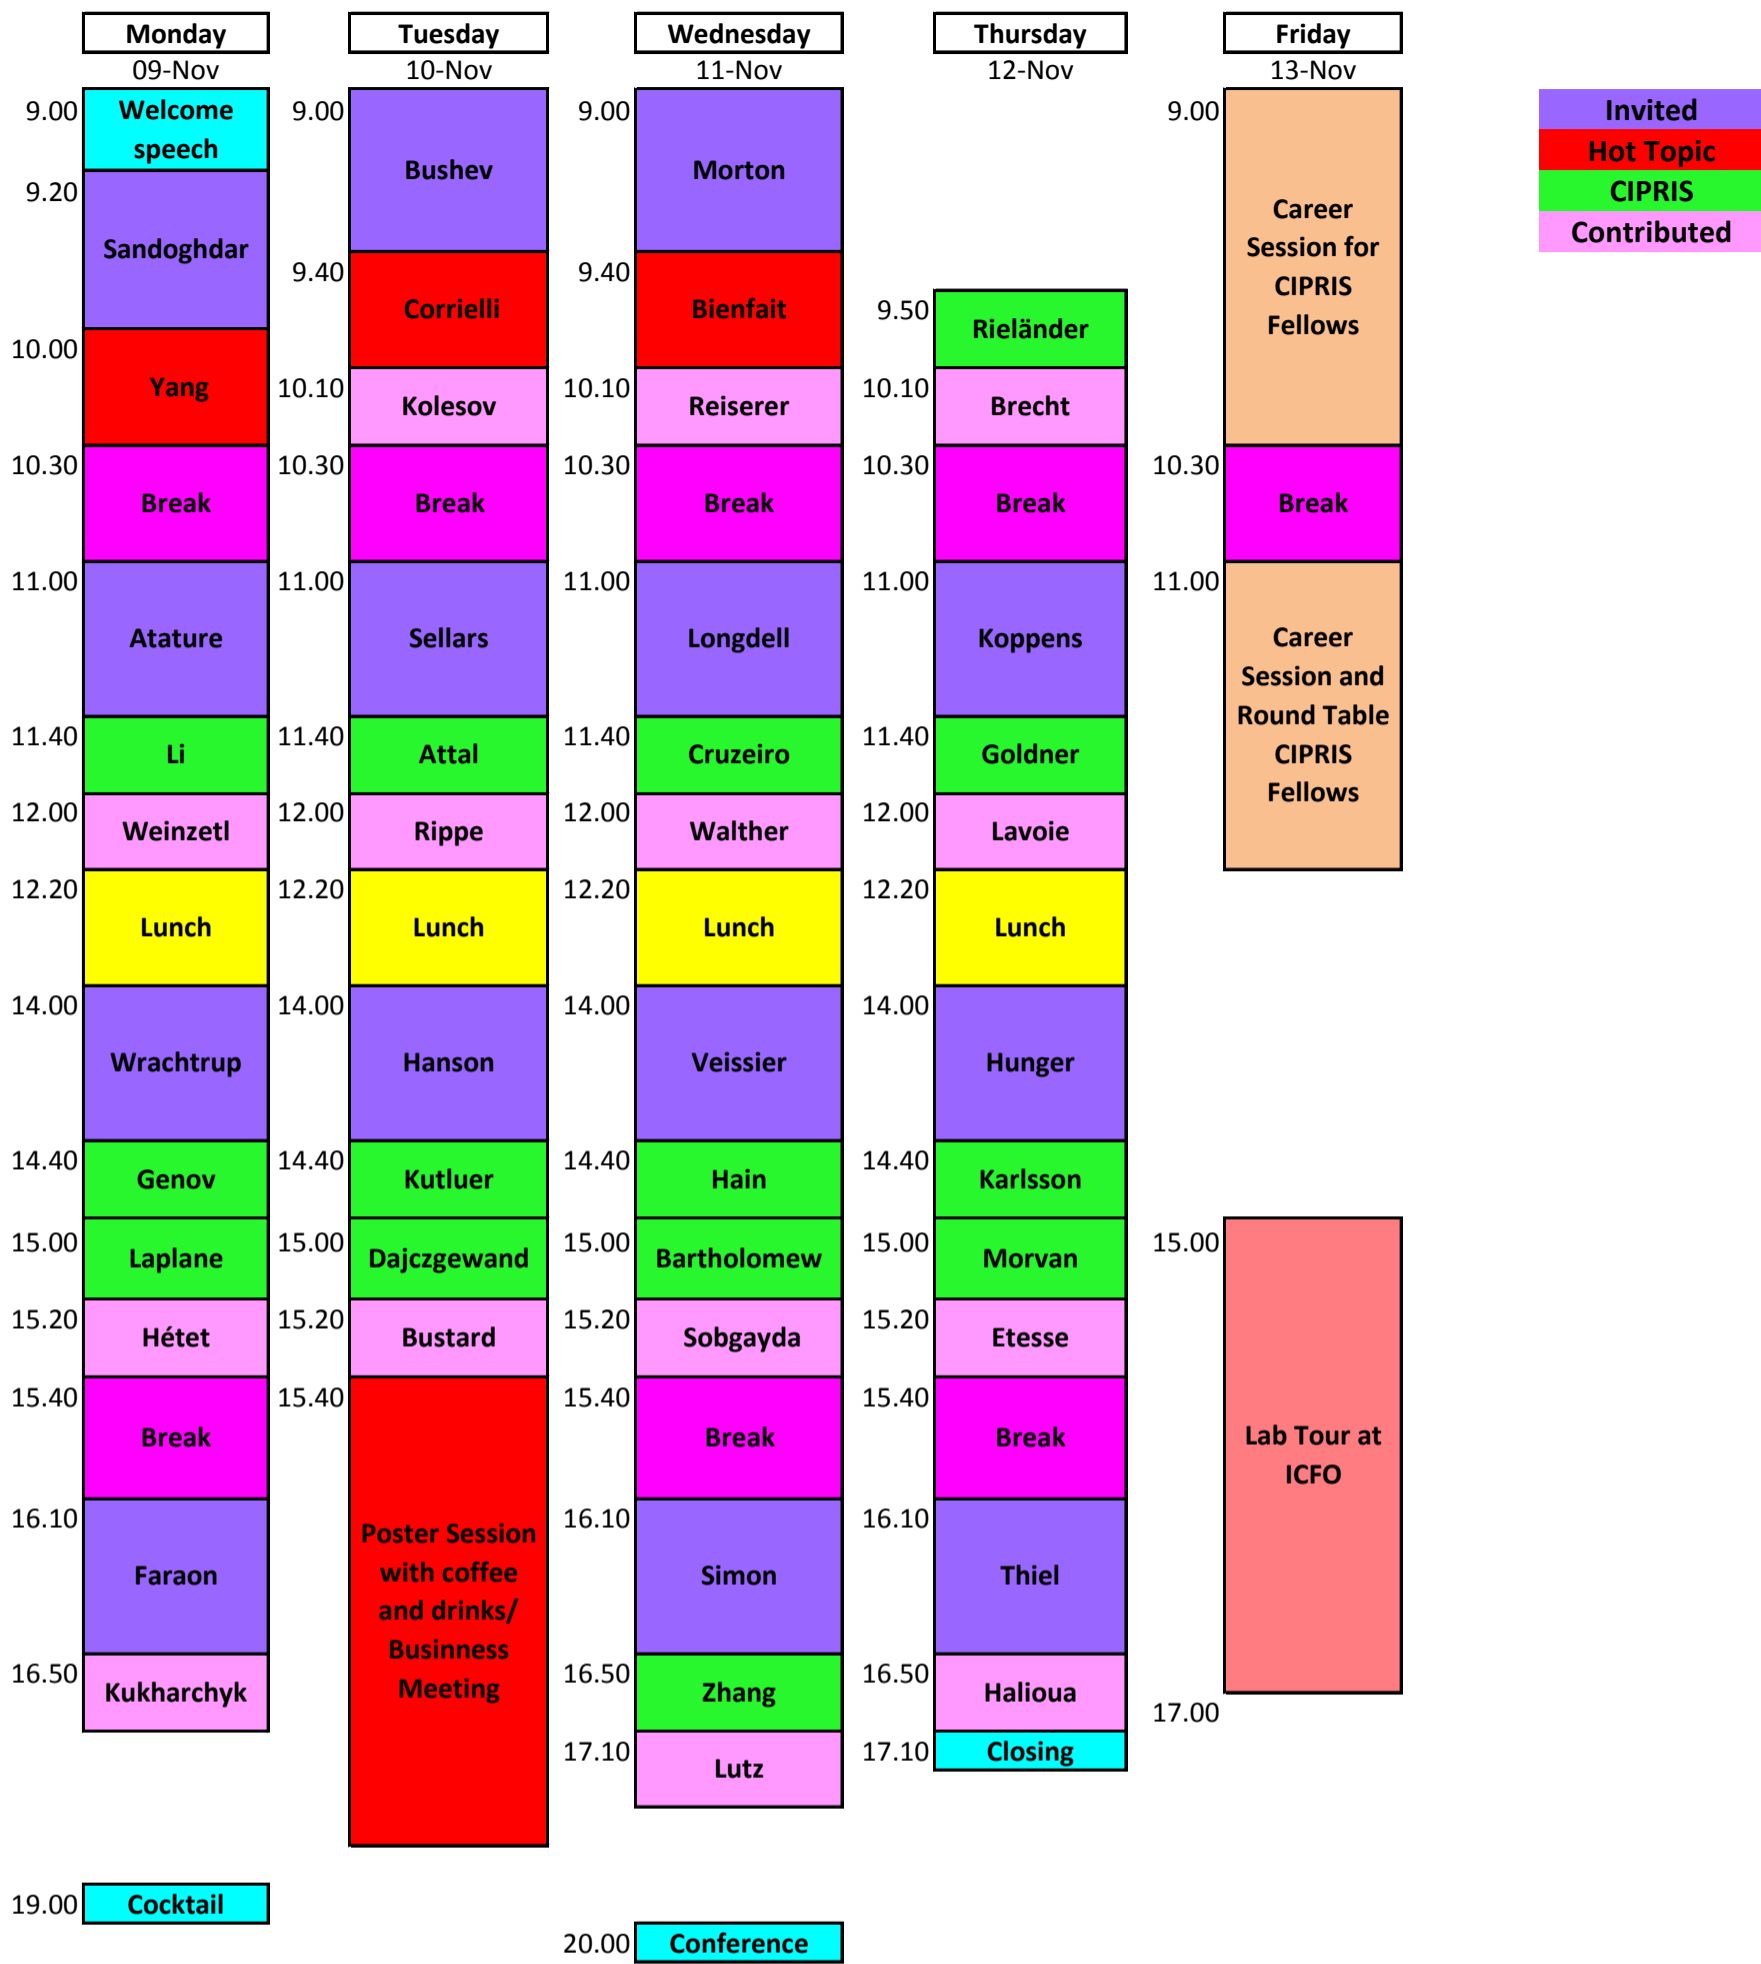 Monday
09-Nov
9.00
Welcome
speech
9.20
Sandoghdar
10.00
Yang
10.30
Break
11.00
Atature
11.40
Li
12.00
Weinzetl
12.20
Lunch
14.00
Wrachtrup
14.40
Genov
15.00
Laplane
15.20
Hétet
15.40
Break
16.10
Faraon
16.50
Kukharchyk
19.00
Cocktail
Tuesday
10-Nov
9.00
Bushev
9.40
Corrielli
10.10
Kolesov
10.30
Break
11.00
Sellars
11.40
Attal
12.00
Rippe
12.20
Lunch
14.00
Hanson
14.40
Kutluer
15.00
Dajczgewand
15.20
Bustard
15.40
Poster Session
with coffee
and drinks/
Businness
Meeting
Wednesday
11-Nov
9.00
Morton
9.40
Bienfait
10.10
Reiserer
10.30
Break
11.00
Longdell
11.40
Cruzeiro
12.00
Walther
12.20
Lunch
14.00
Veissier
14.40
Hain
15.00
Bartholomew
15.20
Sobgayda
15.40
Break
16.10
Simon
16.50
Zhang
17.10
Lutz
20.00
Conference
Thursday
12-Nov
9.50
Rieländer
10.10
Brecht
10.30
Break
11.00
Koppens
11.40
Goldner
12.00
Lavoie
12.20
Lunch
14.00
Hunger
14.40
Karlsson
15.00
Morvan
15.20
Etesse
15.40
Break
16.10
Thiel
16.50
Halioua
17.10
Closing
Friday
13-Nov
9.00
Career
Session for
CIPRIS
Fellows
10.30
Break
11.00
Career
Session and
Round Table
CIPRIS
Fellows
15.00
Lab Tour at
ICFO
17.00
Invited
Hot Topic
CIPRIS
Contributed